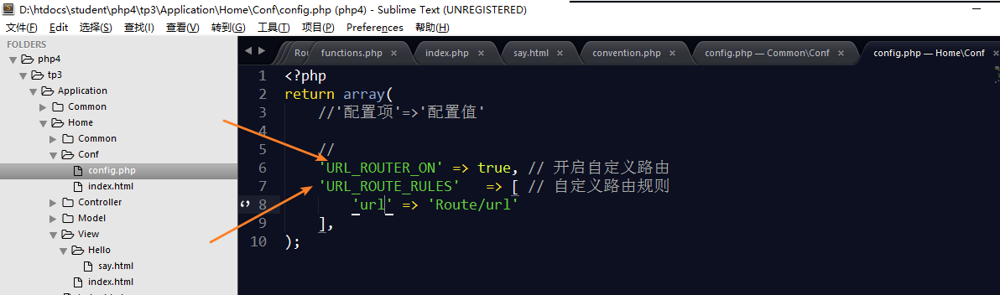 D:\htdocs\student\php4\tp3\Application\Home\Conf\config.php (php4) - Sublime Text (UNREGISTERED)
文件(F) Edit 选择(S) 查找(I) 查看(V) 转到(G) 工具(T) 项目(P) Preferences 帮助(H)
FOLDERS
php4
tp3
Application
Common
Home
Common
Conf
config.php
index.html
Controller
Model
View
Hello
say.html
index.html
functions.php × index.php × say.html × convention.php × config.php — Common\Conf × config.php — Home\Conf ×
1 <?php
2 return array(
3 //'配置项'=>'配置值'
4
5 //
6 'URL_ROUTER_ON' => true, // 开启自定义路由
7 'URL_ROUTE_RULES' => [ // 自定义路由规则
8 'url' => 'Route/url'
9 ],
10 );